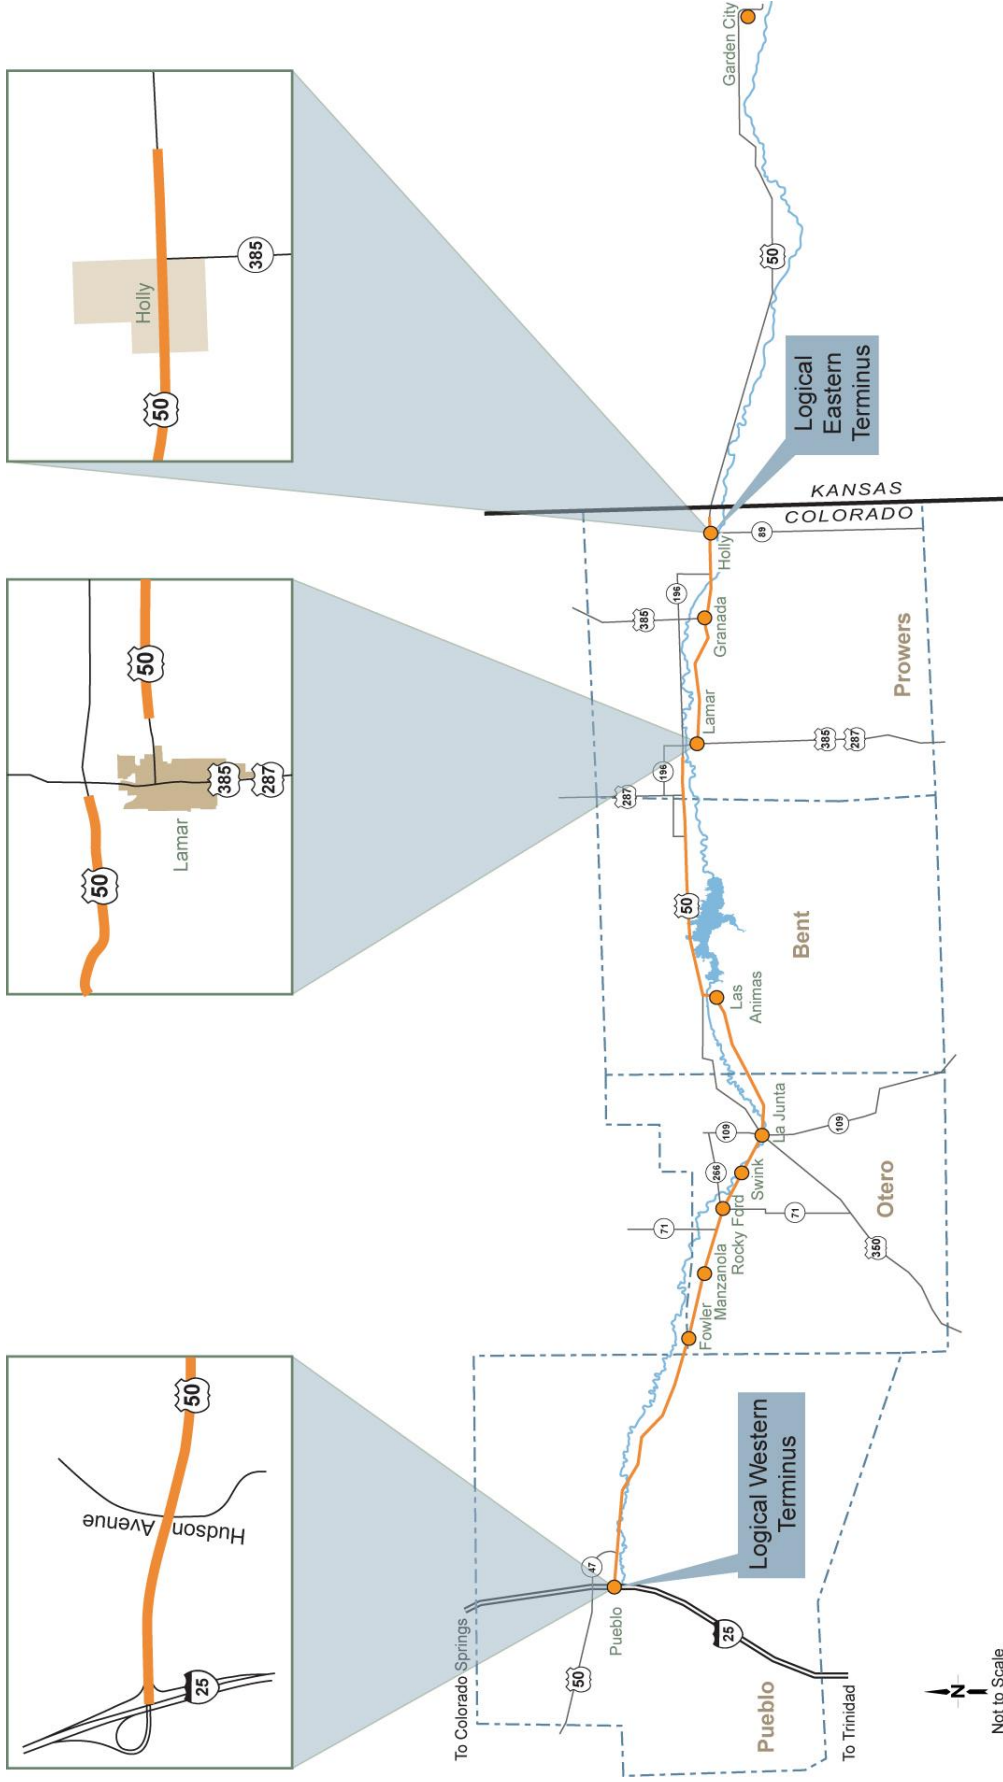 Hudson Avenue
25
50
Lamar
50
50
385
287
Holly
50
385
To Colorado Springs
50
47
Pueblo
25
To Trinidad
Pueblo
Logical Western
Terminus
Fowler
Manzanola
Rocky Ford
Swink
La Junta
71
266
109
71
109
350
Otero
Las
Animas
50
Bent
287
196
Lamar
385
287
385
196
Granada
Holly
89
Prowers
KANSAS
COLORADO
Logical
Eastern
Terminus
50
Garden City
N
Not to Scale